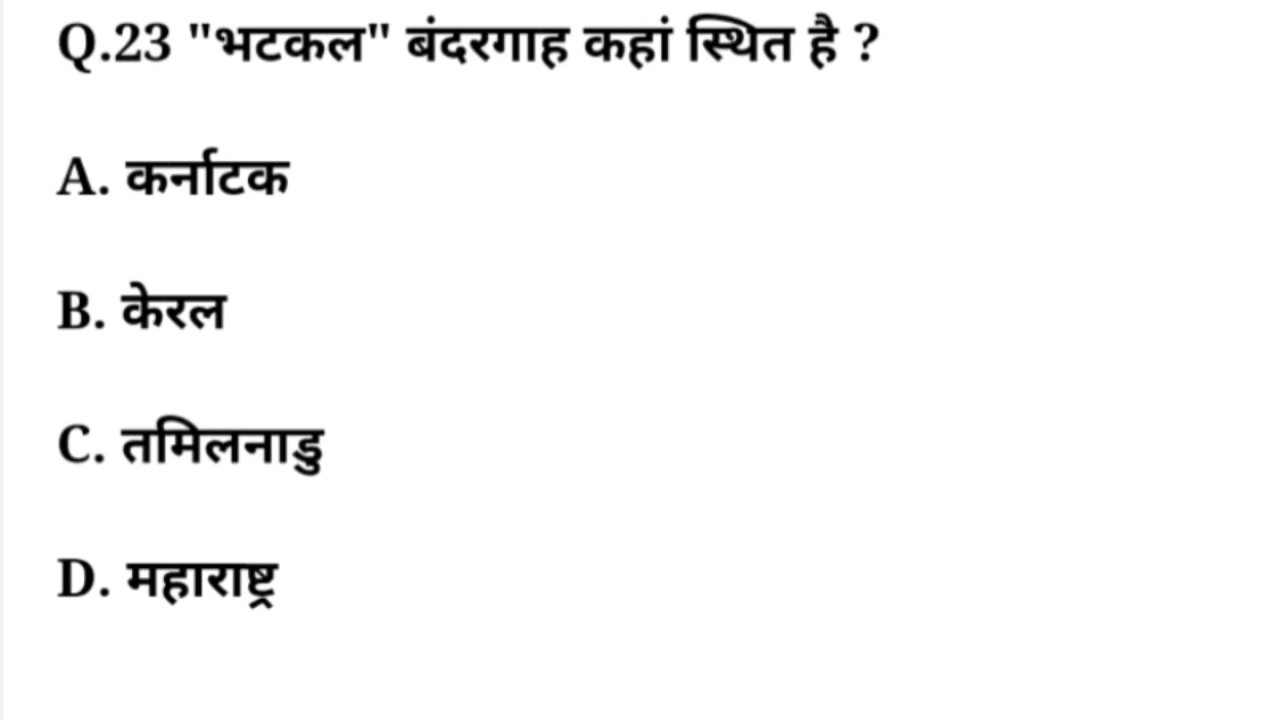 Q.23 "भटकल" बंदरगाह कहां स्थित है ?
A. कर्नाटक
B. केरल
C. तमिलनाडु
D. महाराष्ट्र